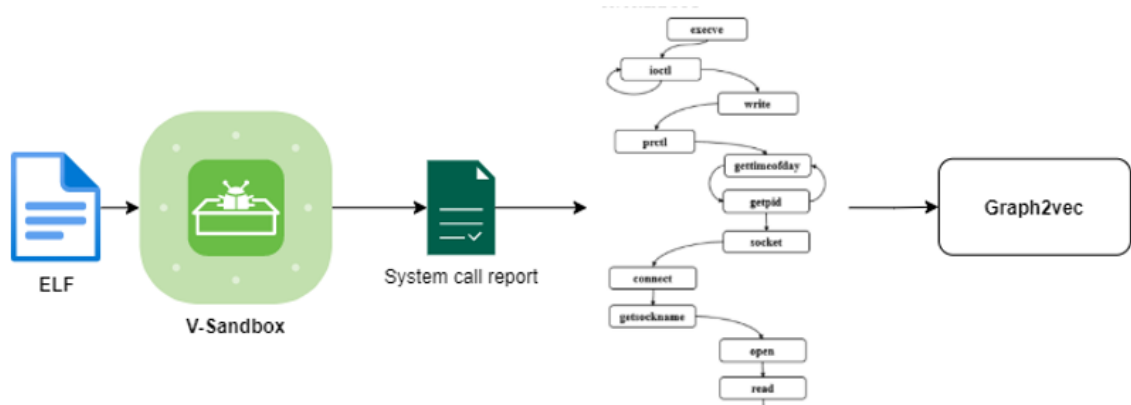 execve
ioctl
write
prctl
gettimeofday
getpid
socket
connect
getsockname
open
read
ELF
V-Sandbox
System call report
Graph2vec